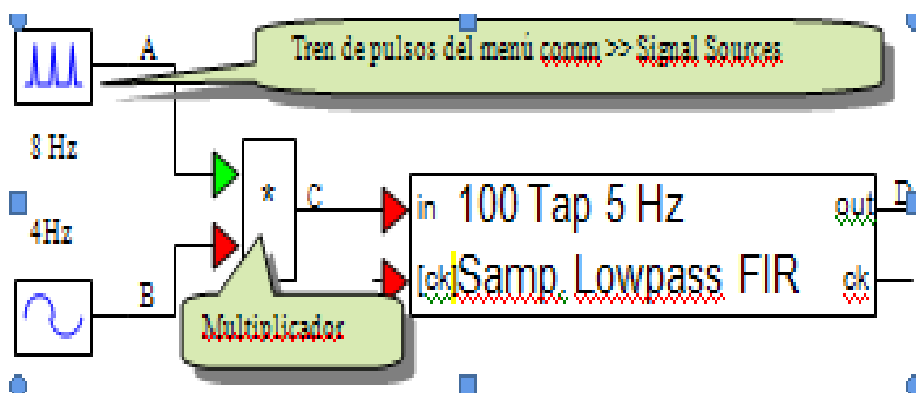 Tren de pulsos del menú comm >> Signal Sources
A
8 Hz
*
C
in 100 Tap 5 Hz out D
4Hz
[ck] Samp. Lowpass FIR ck
B
Multiplicador